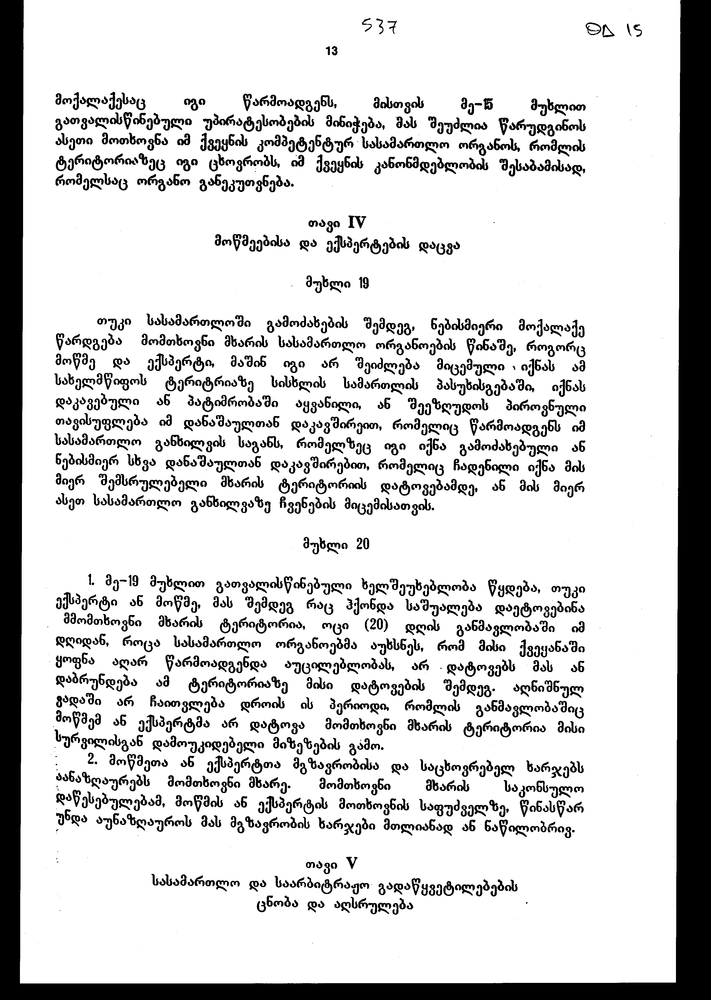 537
ΘΔ 15
13
მოქალაქესაც იგი წარმოადგენს, მისთვის მე-15 მუხლით
გათვალისწინებული უპირატესობების მინიჭება, მას შეუძლია წარუდგინოს
ასეთი მოთხოვნა იმ ქვეყნის კომპეტენტურ სასამართლო ორგანოს, რომლის
ტერიტორიაზეც იგი ცხოვრობს, იმ ქვეყნის კანონმდებლობის შესაბამისად,
რომელსაც ორგანო განეკუთვნება.
თავი IV
მოწმეებისა და ექსპერტების დაცვა
მუხლი 19
თუკი სასამართლოში გამოძახების შემდეგ, ნებისმიერი მოქალაქე
წარდგება მომთხოვნი მხარის სასამართლო ორგანოების წინაშე, როგორც
მოწმე და ექსპერტი, მაშინ იგი არ შეიძლება მიცემული იქნას ამ
სახელმწიფოს ტერიტრიაზე სისხლის სამართლის პასუხისგებაში, იქნას
დაკავებული ან პატიმრობაში აყვანილი, ან შეეზღუდოს პიროვნული
თავისუფლება იმ დანაშაულთან დაკავშირეით, რომელიც წარმოადგენს იმ
სასამართლო განხილვის საგანს, რომელზეც იგი იქნა გამოძახებული ან
ნებისმიერ სხვა დანაშაულთან დაკავშირებით, რომელიც ჩადენილი იქნა მის
მიერ შემსრულებელი მხარის ტერიტორიის დატოვებამდე, ან მის მიერ
ასეთ სასამართლო განხილვაზე ჩვენების მიცემისათვის.
მუხლი 20
1. მე-19 მუხლით გათვალისწინებული ხელშეუხებლობა წყდება, თუკი
ექსპერტი ან მოწმე, მას შემდეგ რაც ჰქონდა საშუალება დაეტოვებინა
მმომთხოვნი მხარის ტერიტორია, ოცი (20) დღის განმავლობაში იმ
დღიდან, როცა სასამართლო ორგანოებმა აუხსნეს, რომ მისი ქვეყანაში
ყოფნა აღარ წარმოადგენდა აუცილებლობას, არ დატოვებს მას ან
დაბრუნდება ამ ტერიტორიაზე მისი დატოვების შემდეგ. აღნიშნულ
ვადაში არ ჩაითვლება დროის ის პერიოდი, რომლის განმავლობაშიც
მოწმემ ან ექსპერტმა არ დატოვა მომთხოვნი მხარის ტერიტორია მისი
სურვილისგან დამოუკიდებელი მიზეზების გამო.
2. მოწმეთა ან ექსპერტთა მგზავრობისა და საცხოვრებელ ხარჯებს
აანაზღაურებს მომთხოვნი მხარე. მომთხოვნი მხარის საკონსულო
დაწესებულებამ, მოწმის ან ექსპერტის მოთხოვნის საფუძველზე, წინასწარ
უნდა აუნაზღაუროს მას მგზავრობის ხარჯები მთლიანად ან ნაწილობრივ.
თავი V
სასამართლო და საარბიტრაჟო გადაწყვეტილებების
ცნობა და აღსრულება